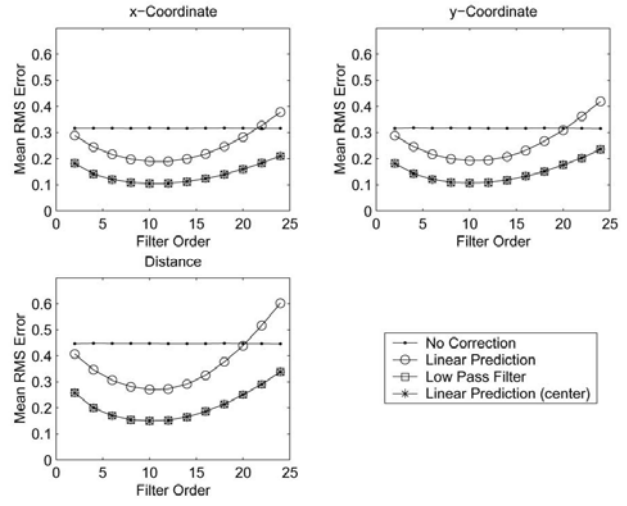 x−Coordinate
Mean RMS Error
0.6
0.5
0.4
0.3
0.2
0.1
0
0 5 10 15 20 25
Filter Order
y−Coordinate
Mean RMS Error
0.6
0.5
0.4
0.3
0.2
0.1
0
0 5 10 15 20 25
Filter Order
Distance
Mean RMS Error
0.6
0.5
0.4
0.3
0.2
0.1
0
0 5 10 15 20 25
Filter Order
No Correction
Linear Prediction
Low Pass Filter
Linear Prediction (center)